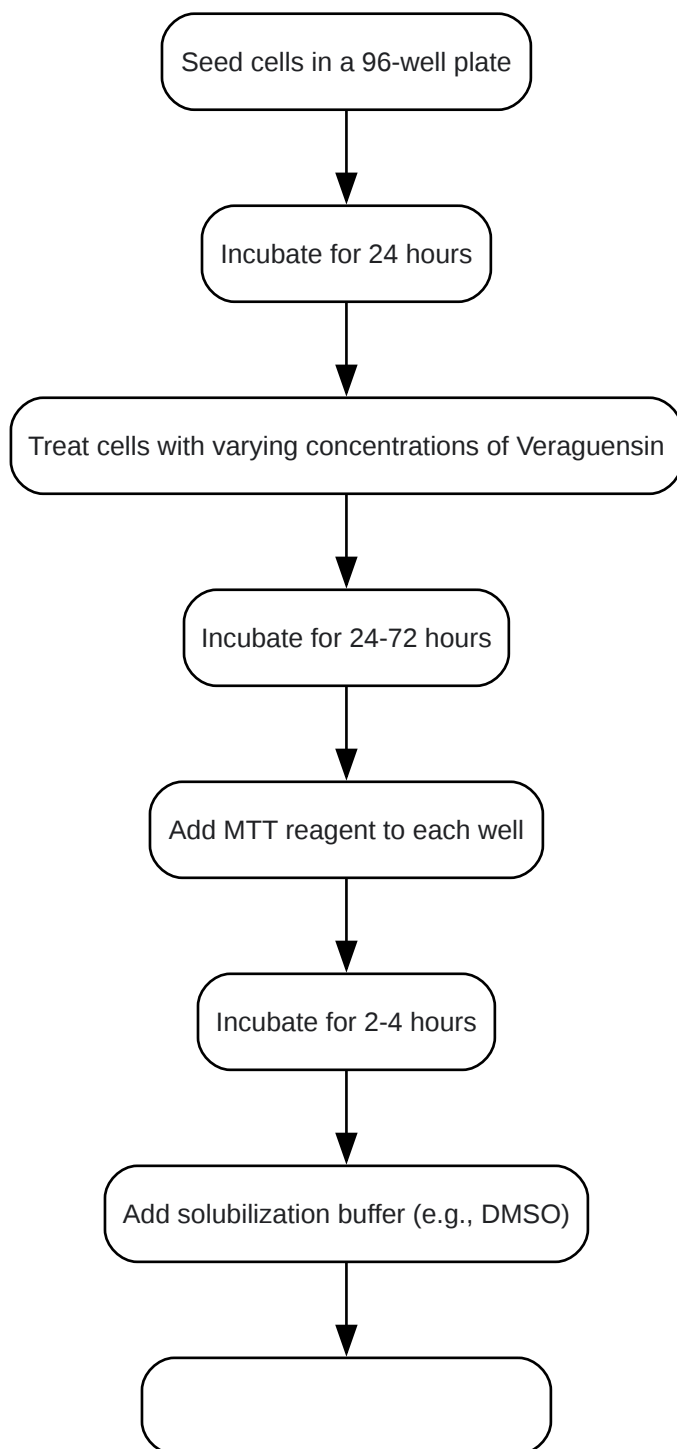 Seed cells in a 96-well plate
Incubate for 24 hours
Treat cells with varying concentrations of Veraguensin
Incubate for 24-72 hours
Add MTT reagent to each well
Incubate for 2-4 hours
Add solubilization buffer (e.g., DMSO)